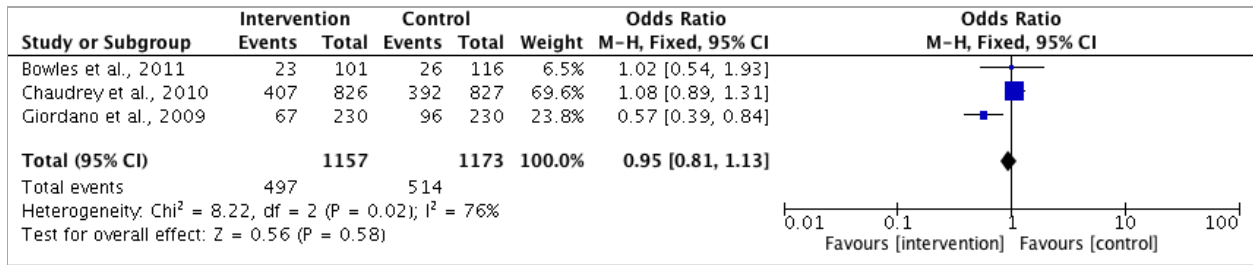 Intervention Control Odds Ratio Odds Ratio
Study or Subgroup Events Total Events Total Weight M-H, Fixed, 95% CI M-H, Fixed, 95% CI
Bowles et al., 2011 23 101 26 116 6.5% 1.02 [0.54, 1.93]
Chaudrey et al., 2010 407 826 392 827 69.6% 1.08 [0.89, 1.31]
Giordano et al., 2009 67 230 96 230 23.8% 0.57 [0.39, 0.84]
Total (95% CI) 1157 1173 100.0% 0.95 [0.81, 1.13]
Total events 497 514
Heterogeneity: Chi² = 8.22, df = 2 (P = 0.02); I² = 76%
Test for overall effect: Z = 0.56 (P = 0.58)
0.01 0.1 1 10 100
Favours [intervention] Favours [control]